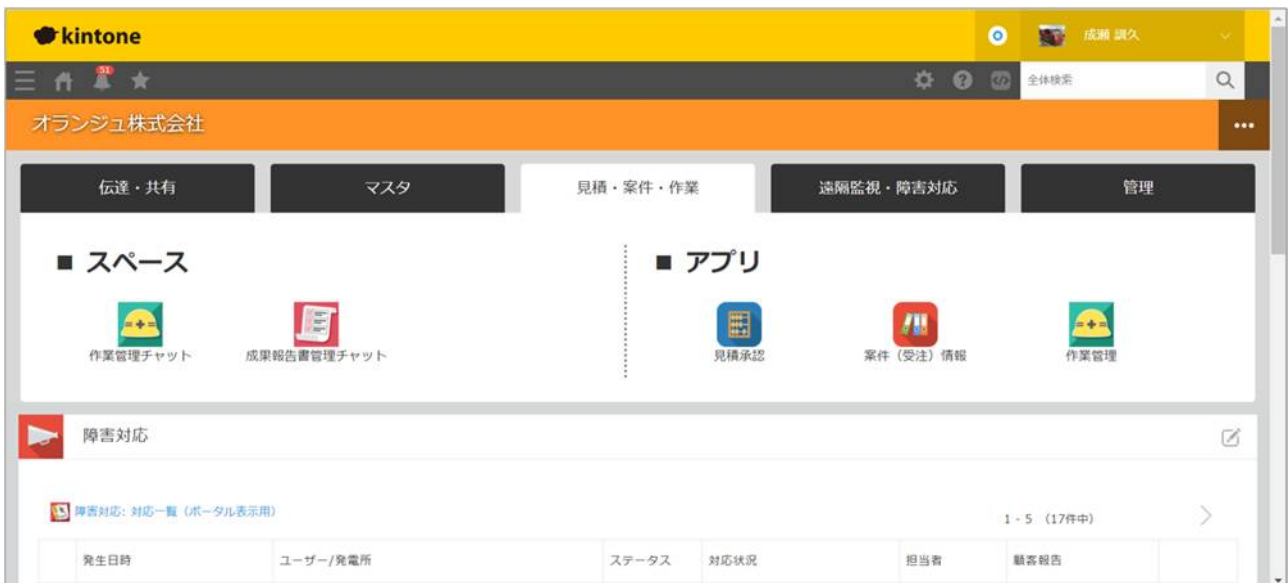 kintone
成瀬 訓久
51
全体検索
オランジュ株式会社
伝達・共有 マスタ 見積・案件・作業 遠隔監視・障害対応 管理
■ スペース
■ アプリ
作業管理チャット 成果報告書管理チャット
見積承認 案件（受注）情報 作業管理
障害対応
障害対応: 対応一覧（ポータル表示用）
1 - 5 （17件中）
発生日時 ユーザー/発電所 ステータス 対応状況 担当者 顧客報告